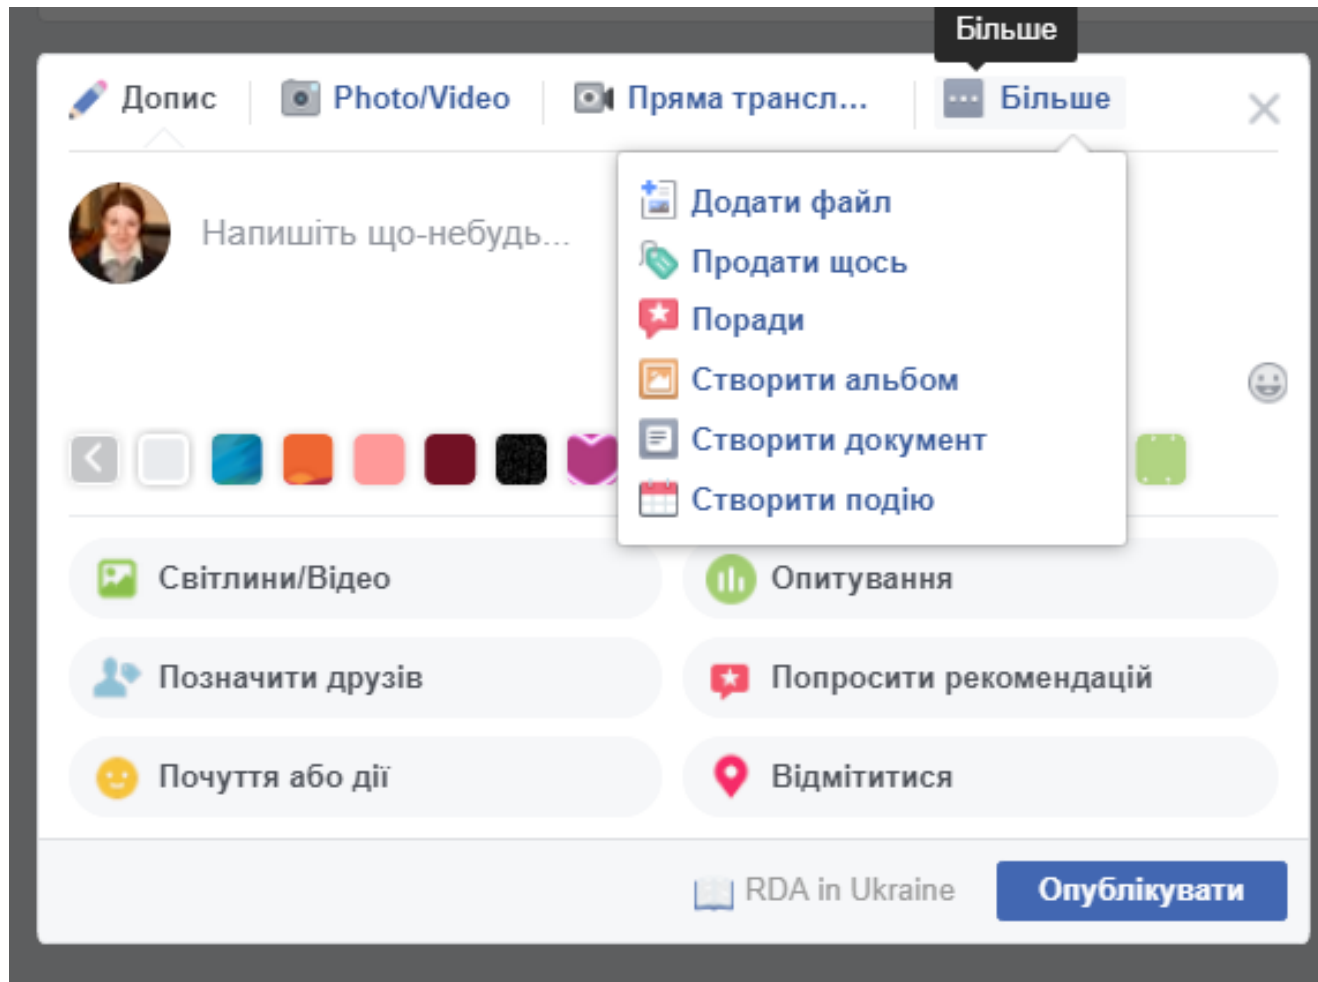 Більше
Допис
Photo/Video
Пряма трансл...
Більше
Напишіть що-небудь...
Додати файл
Продати щось
Поради
Створити альбом
Створити документ
Створити подію
Світлини/Відео
Опитування
Позначити друзів
Попросити рекомендацій
Почуття або дії
Відмітитися
RDA in Ukraine
Опублікувати